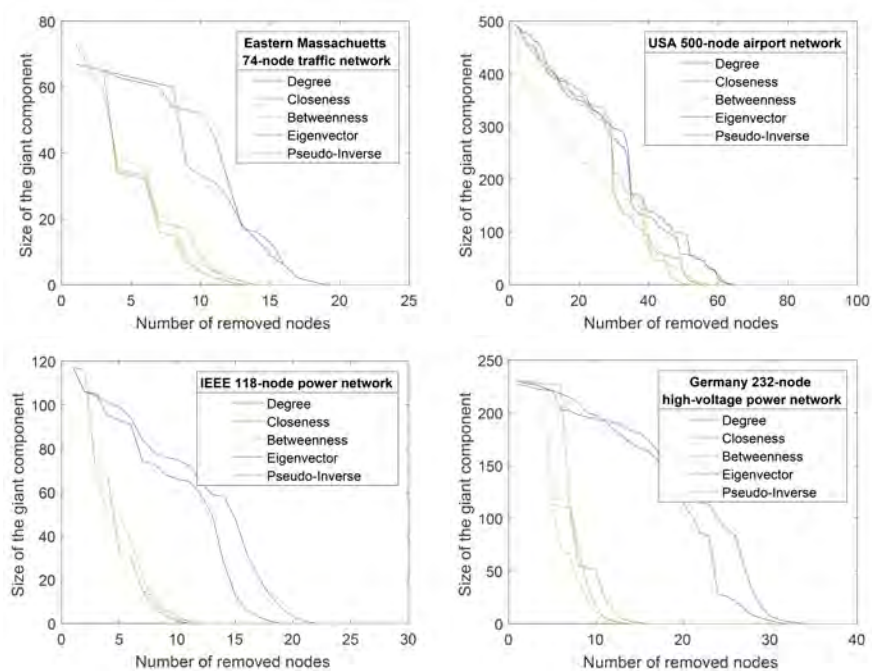 Eastern Massachuetts
74-node traffic network
Degree
Closeness
Betweenness
Eigenvector
Pseudo-Inverse
Size of the giant component
80
60
40
20
0
0 5 10 15 20 25
Number of removed nodes
USA 500-node airport network
Degree
Closeness
Betweenness
Eigenvector
Pseudo-Inverse
Size of the giant component
500
400
300
200
100
0
0 20 40 60 80 100
Number of removed nodes
IEEE 118-node power network
Degree
Closeness
Betweenness
Eigenvector
Pseudo-Inverse
Size of the giant component
120
100
80
60
40
20
0
0 5 10 15 20 25 30
Number of removed nodes
Germany 232-node
high-voltage power network
Degree
Closeness
Betweenness
Eigenvector
Pseudo-Inverse
Size of the giant component
250
200
150
100
50
0
0 10 20 30 40
Number of removed nodes